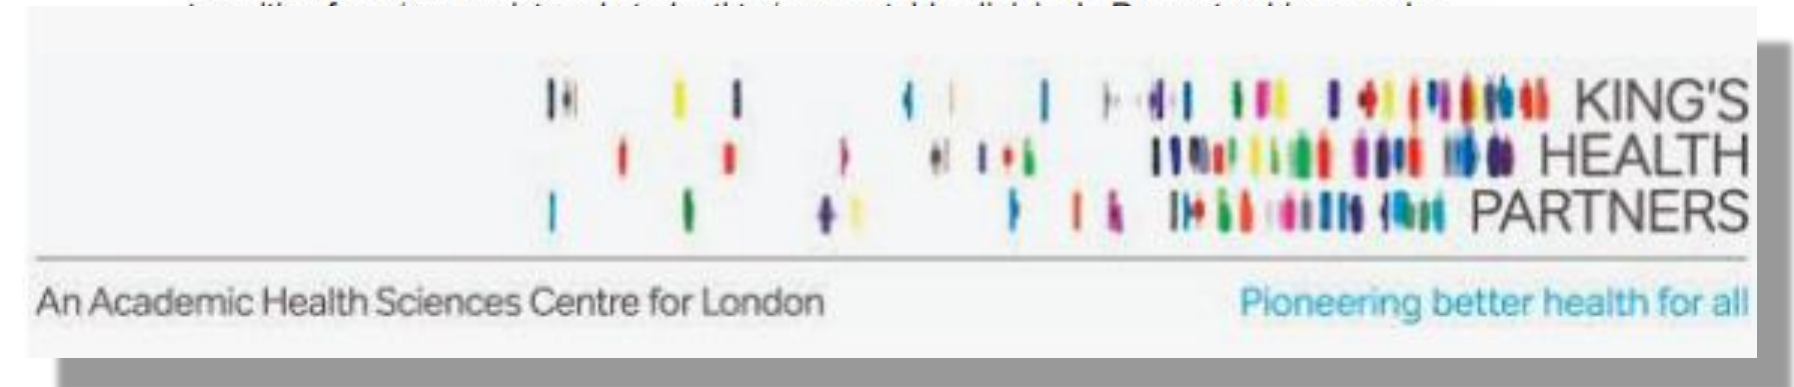 KING'S
HEALTH
PARTNERS
An Academic Health Sciences Centre for London
Pioneering better health for all